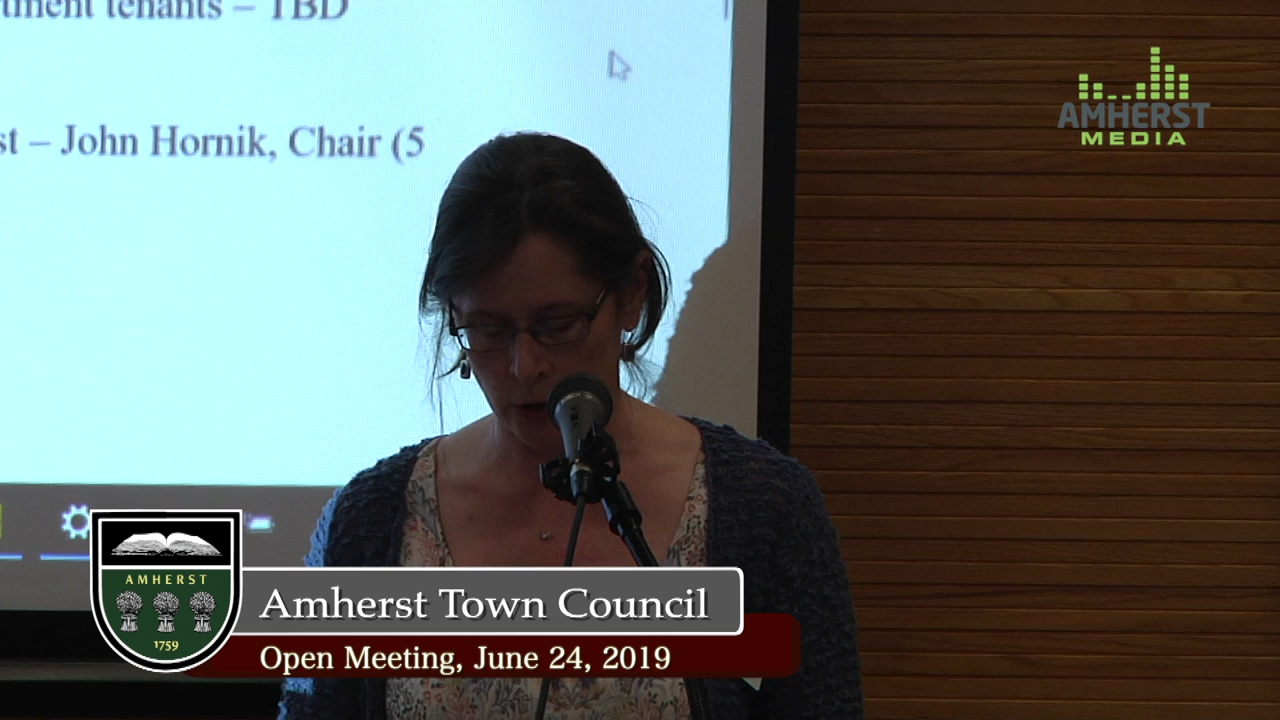 tment tenants – TBD
st – John Hornik, Chair (5
AMHERST
MEDIA
AMHERST
1759
Amherst Town Council
Open Meeting, June 24, 2019